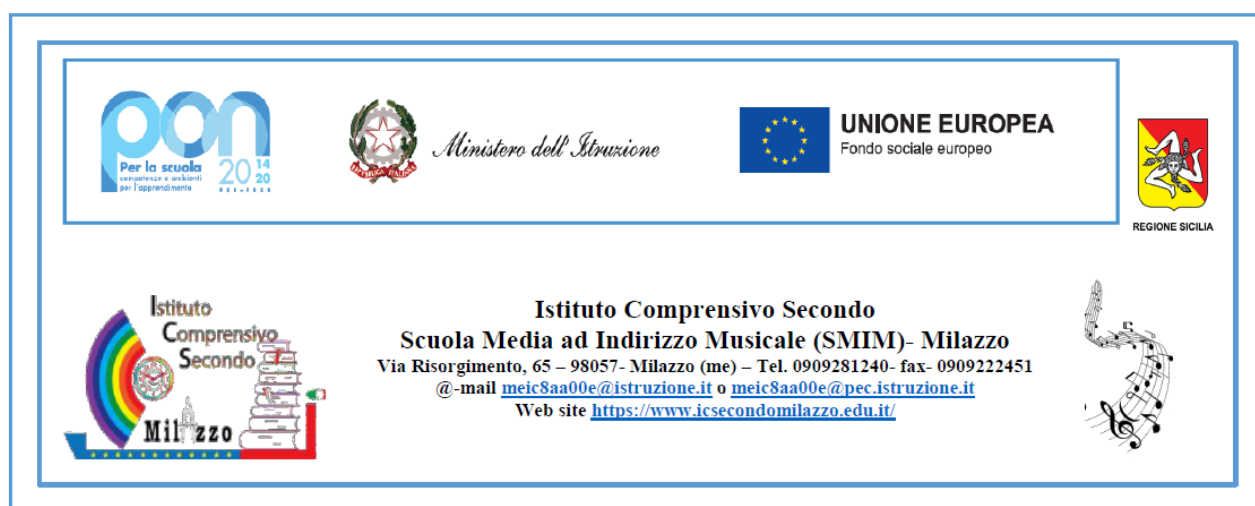 pon
Per la scuola
competenze e ambienti
per l'apprendimento
2014
2020
Ministero dell'Istruzione
UNIONE EUROPEA
Fondo sociale europeo
REGIONE SICILIA
Istituto
Comprensivo
Secondo
Milazzo
Istituto Comprensivo Secondo
Scuola Media ad Indirizzo Musicale (SMIM)- Milazzo
Via Risorgimento, 65 – 98057- Milazzo (me) – Tel. 0909281240- fax- 0909222451
@-mail meic8aa00e@istruzione.it o meic8aa00e@pec.istruzione.it
Web site https://www.icsecondomilazzo.edu.it/